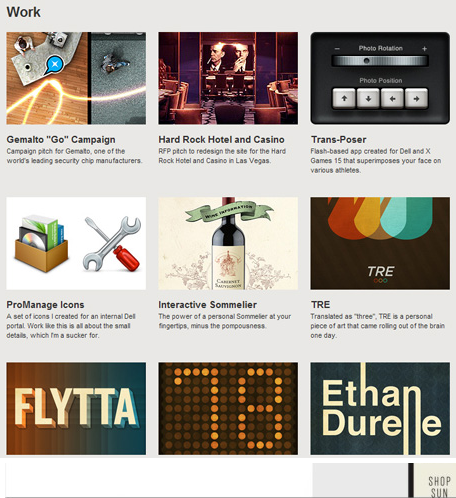 Work
Photo Rotation
Photo Position
Gemalto "Go" Campaign
Campaign pitch for Gemalto, one of the
world's leading security chip manufacturers.
Hard Rock Hotel and Casino
RFP pitch to redesign the site for the Hard
Rock Hotel and Casino in Las Vegas.
Trans-Poser
Flash-based app created for Dell and X
Games 15 that superimposes your face on
various athletes.
WINE INFORMATION
CABERNET
SAUVIGNON
TRE
ProManage Icons
A set of icons I created for an internal Dell
portal. Work like this is all about the small
details, which I'm a sucker for.
Interactive Sommelier
The power of a personal Sommelier at your
fingertips, minus the pompousness.
TRE
Translated as "three", TRE is a personal
piece of art that came rolling out of the brain
one day.
FLYTTA
78
Ethan
Durelle
SHOP
SUN